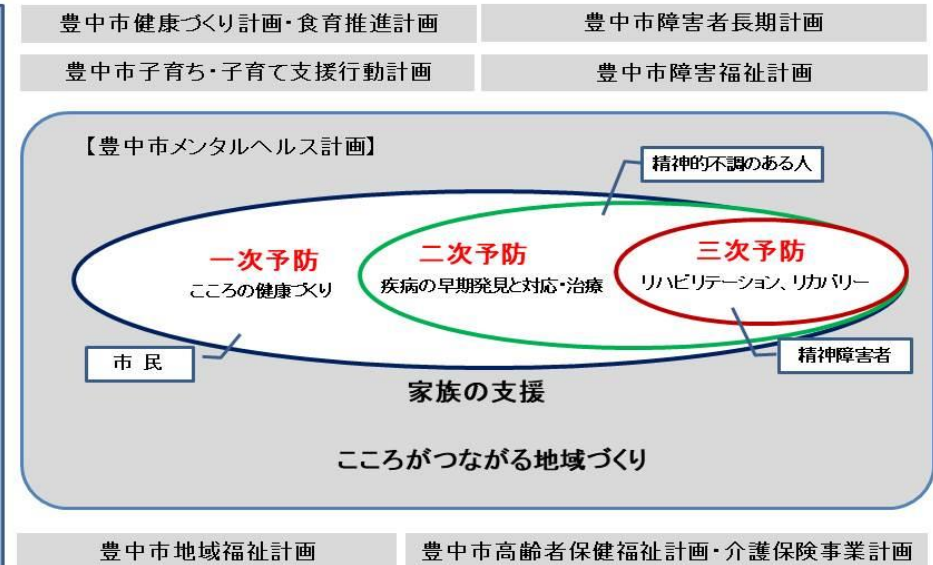 豊中市健康づくり計画・食育推進計画
豊中市障害者長期計画
豊中市子育ち・子育て支援行動計画
豊中市障害福祉計画
【豊中市メンタルヘルス計画】
精神的不調のある人
一次予防
こころの健康づくり
二次予防
疾病の早期発見と対応・治療
三次予防
リハビリテーション、リカバリー
市 民
精神障害者
家族の支援
こころがつながる地域づくり
豊中市地域福祉計画
豊中市高齢者保健福祉計画・介護保険事業計画